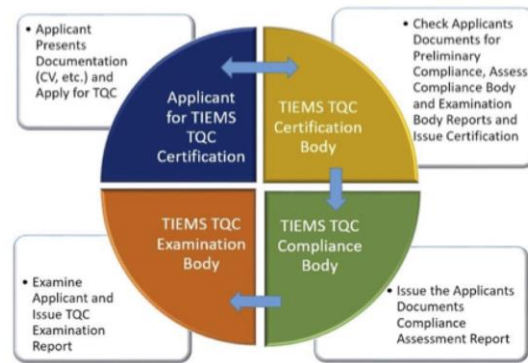 • Applicant
Presents
Documentation
(CV, etc.) and
Apply for TQC
Applicant
for TIEMS
TQC
Certification
TIEMS TQC
Certification
Body
• Check Applicants
Documents for
Preliminary
Compliance, Assess
Compliance Body
and Examination
Body Reports and
Issue Certification
TIEMS TQC
Examination
Body
TIEMS TQC
Compliance
Body
• Examine
Applicant and
Issue TQC
Examination
Report
• Issue the Applicants
Documents
Compliance
Assessment Report